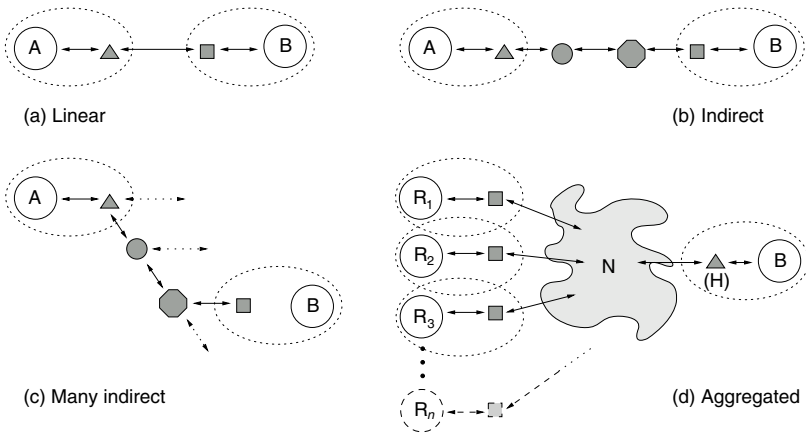 A
B
(a) Linear
A
B
(b) Indirect
A
B
(c) Many indirect
R1
R2
R3
Rn
N
(H)
B
(d) Aggregated